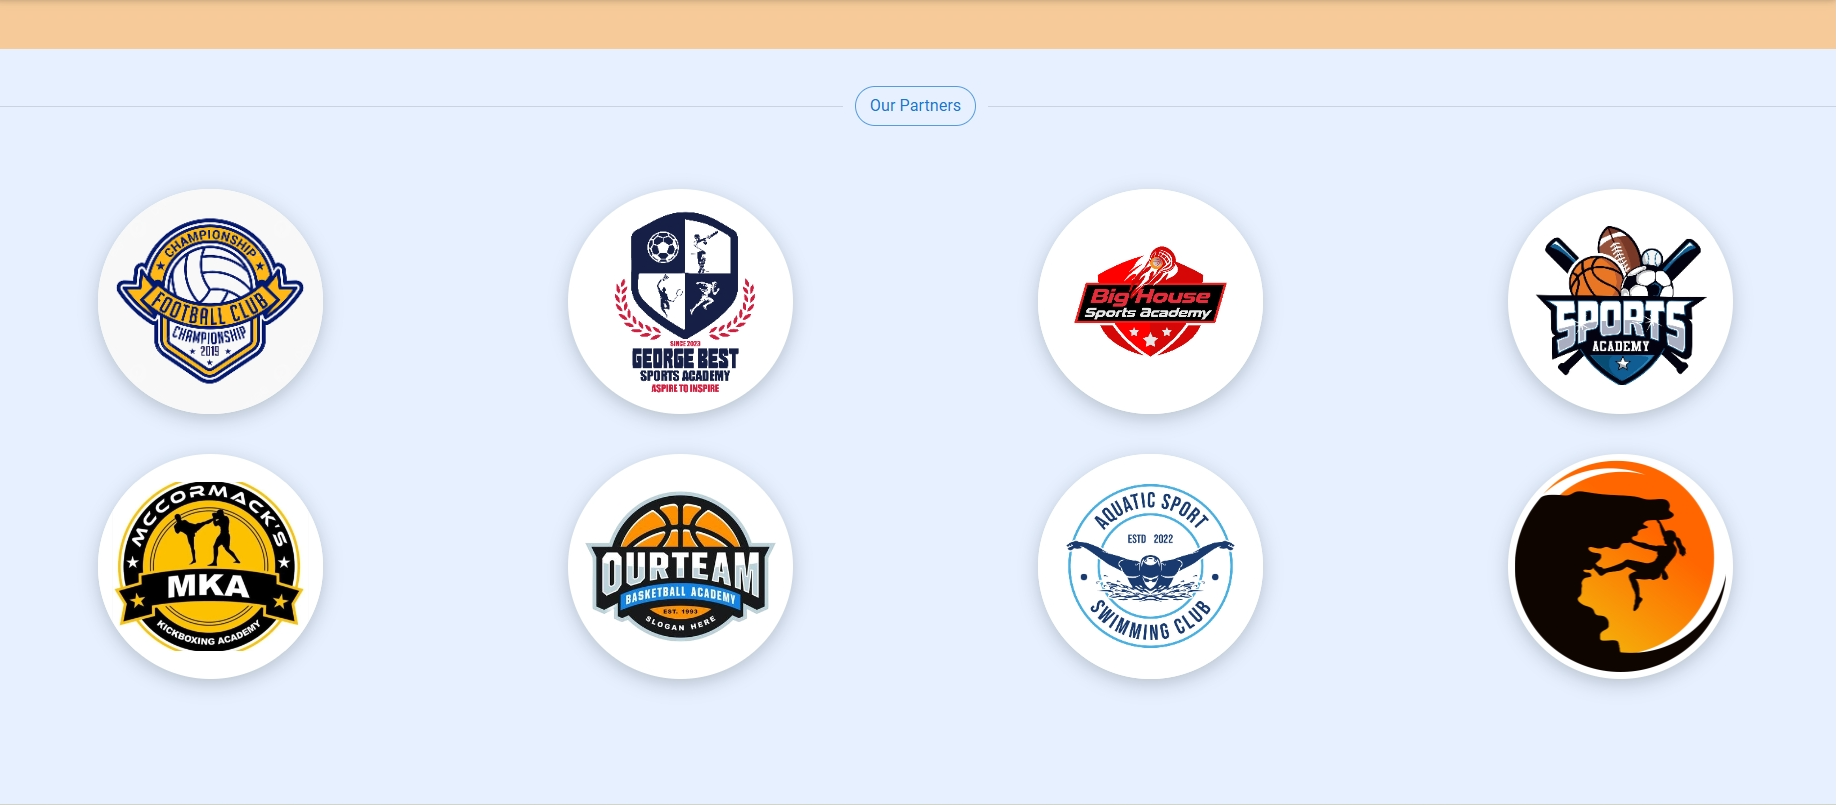 Our Partners
CHAMPIONSHIP
FOOTBALL CLUB
CHAMPIONSHIP
2019
SINCE 2023
GEORGE BEST
SPORTS ACADEMY
ASPIRE TO INSPIRE
Big House
Sports Academy
SPORTS
ACADEMY
MCCORMACK'S
MKA
KICKBOXING ACADEMY
OURTEAM
BASKETBALL ACADEMY
EST. 1993
SLOGAN HERE
AQUATIC SPORT
ESTD 2022
SWIMMING CLUB